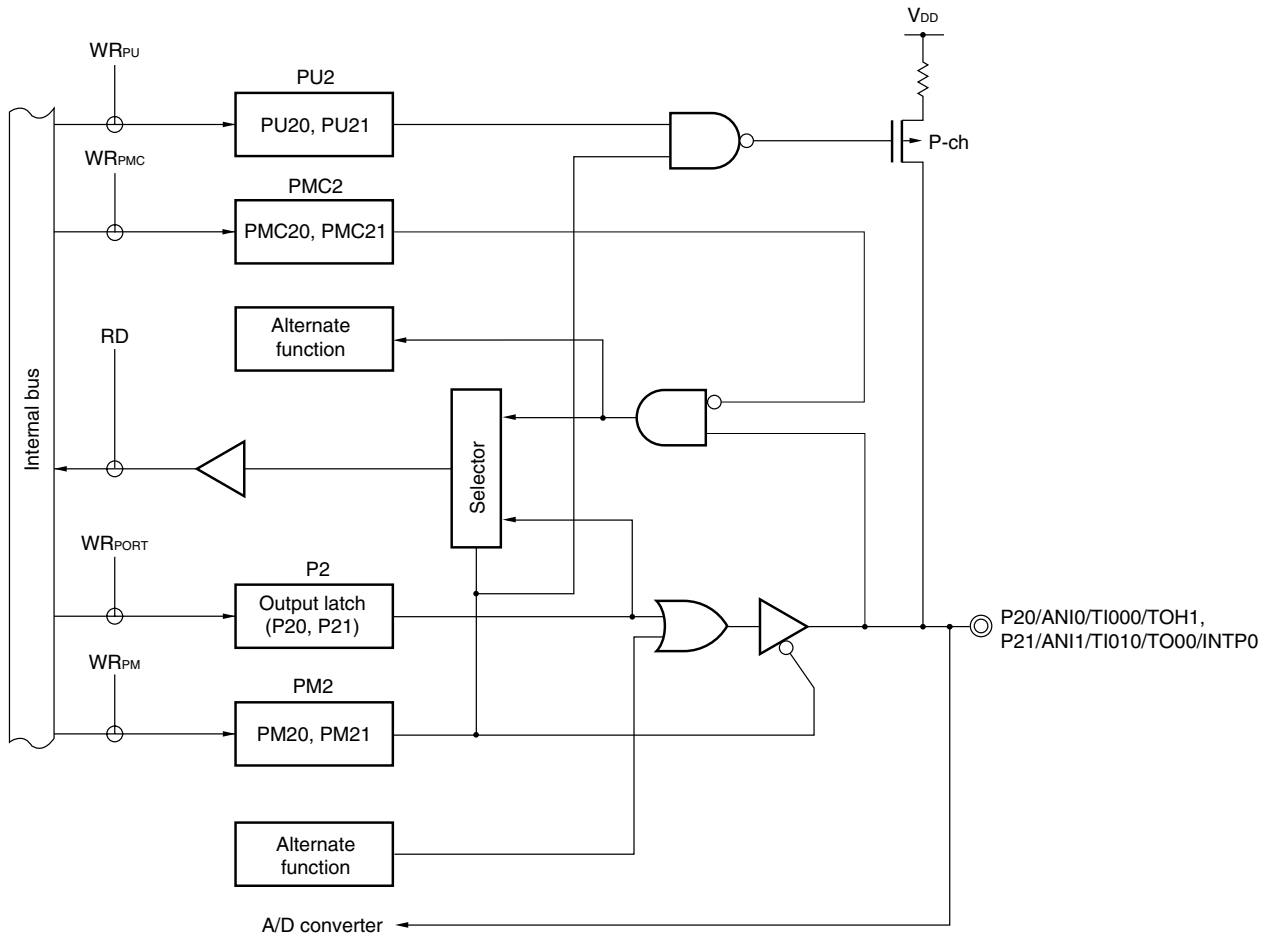 VDD
WRPU
PU2
PU20, PU21
P-ch
WRPMC
PMC2
PMC20, PMC21
Alternate
function
RD
Internal bus
Selector
WRPORT
P2
Output latch
(P20, P21)
P20/ANI0/TI000/TOH1,
P21/ANI1/TI010/TO00/INTP0
WRPM
PM2
PM20, PM21
Alternate
function
A/D converter